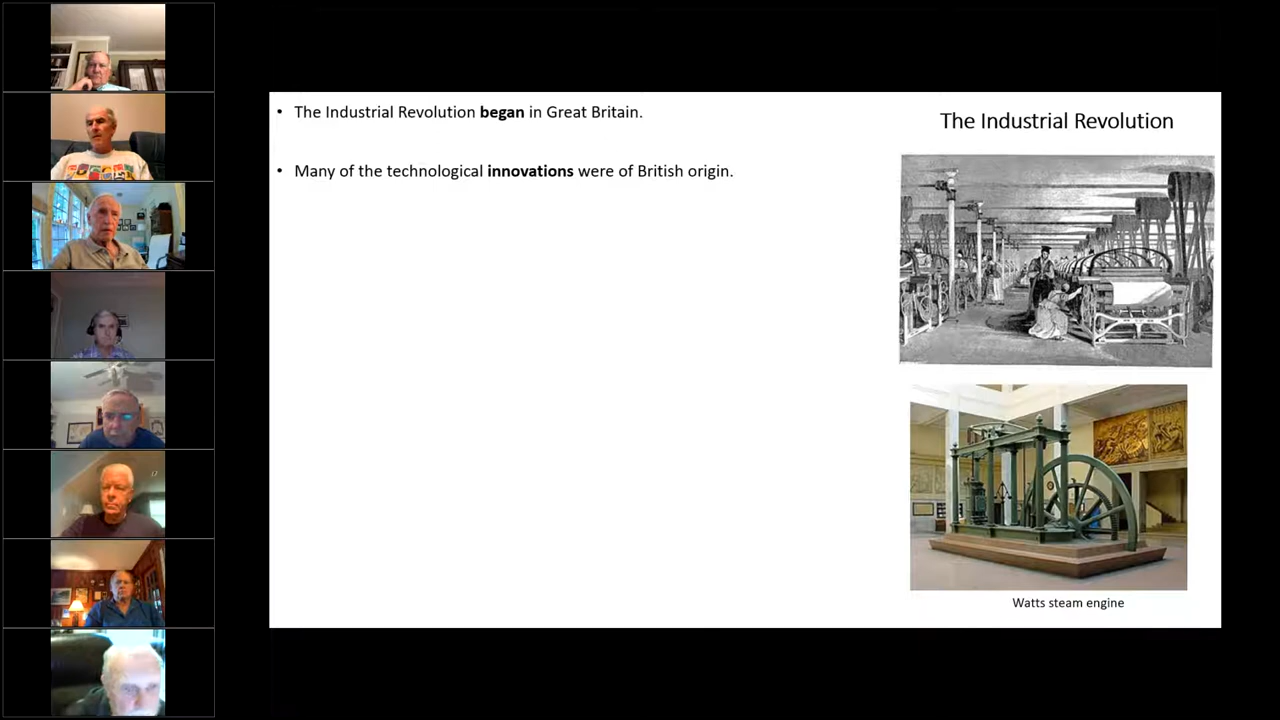 • The Industrial Revolution began in Great Britain.
• Many of the technological innovations were of British origin.
The Industrial Revolution
Watts steam engine